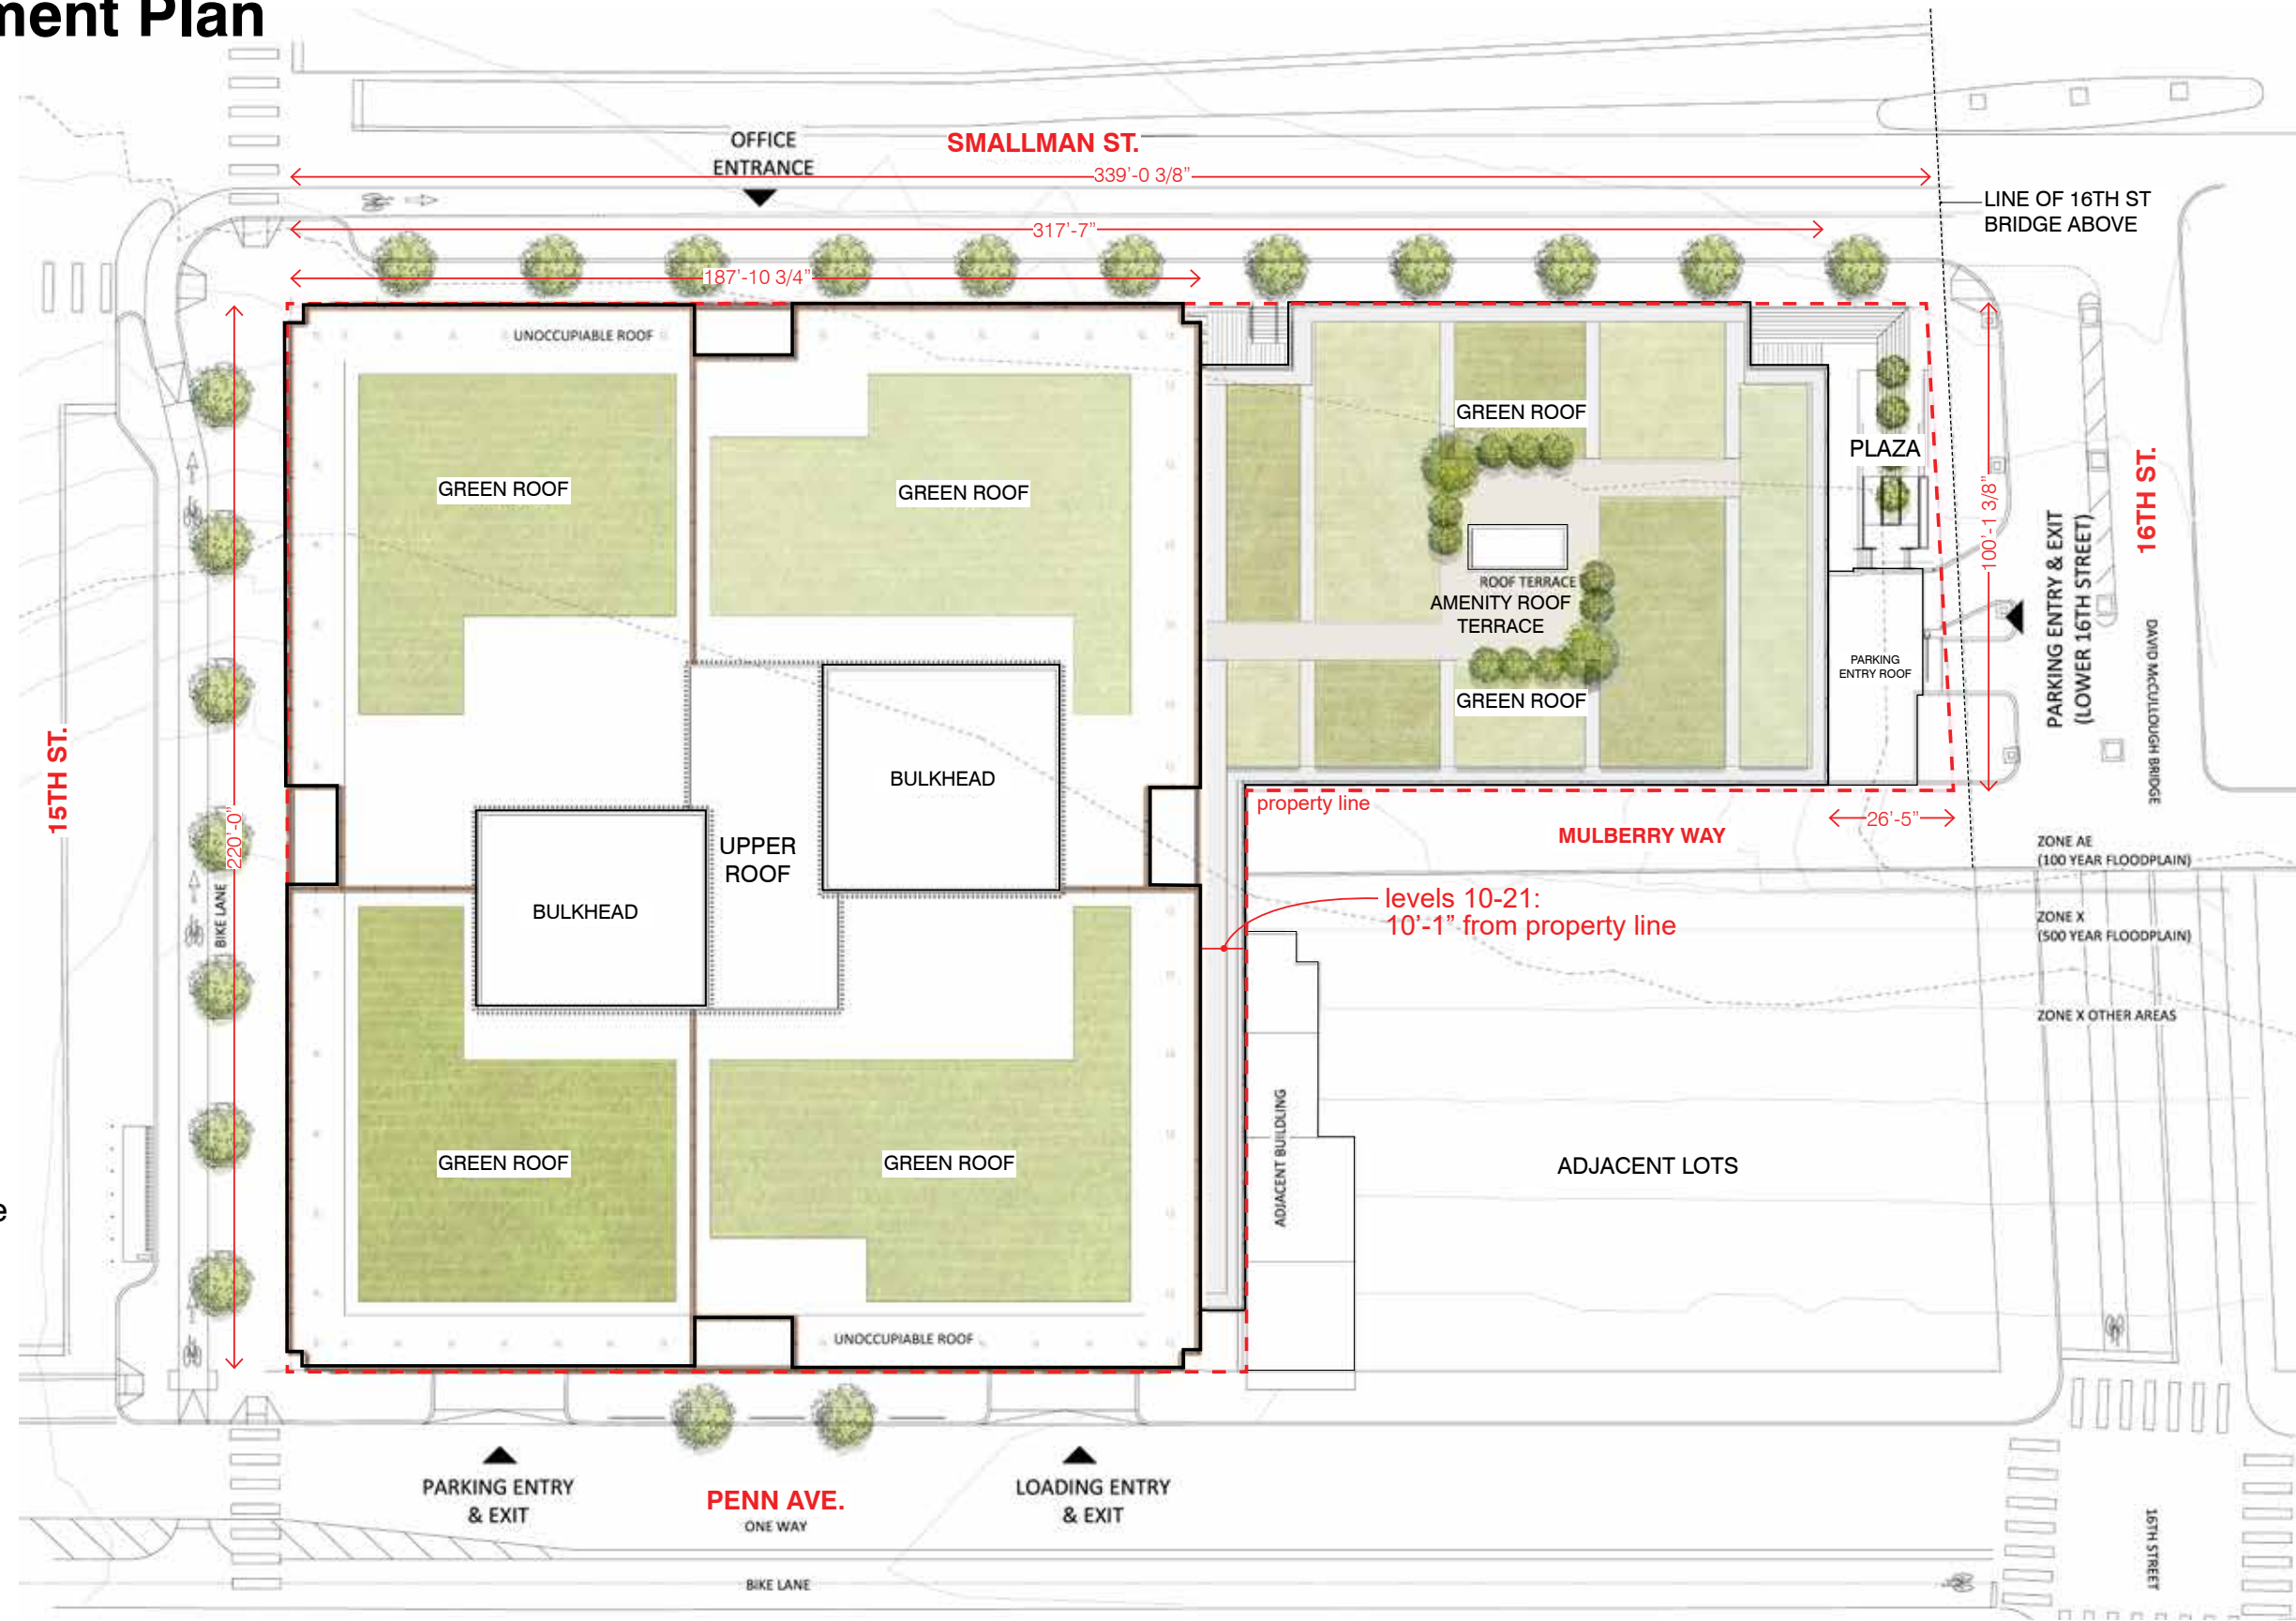 ment Plan
OFFICE
ENTRANCE
SMALLMAN ST.
339'-0 3/8"
LINE OF 16TH ST
BRIDGE ABOVE
317'-7"
187'-10 3/4"
UNOCCUPIABLE ROOF
GREEN ROOF
GREEN ROOF
GREEN ROOF
PLAZA
100'-1 3/8"
PARKING ENTRY & EXIT
(LOWER 16TH STREET)
16TH ST.
DAVID McCULLOUGH BRIDGE
ROOF TERRACE
AMENITY ROOF
TERRACE
PARKING
ENTRY ROOF
GREEN ROOF
15TH ST.
220'-0"
BIKE LANE
BULKHEAD
UPPER
ROOF
BULKHEAD
property line
MULBERRY WAY
26'-5"
ZONE AE
(100 YEAR FLOODPLAIN)
levels 10-21:
10'-1" from property line
ZONE X
(500 YEAR FLOODPLAIN)
ZONE X OTHER AREAS
GREEN ROOF
GREEN ROOF
ADJACENT BUILDING
ADJACENT LOTS
e
UNOCCUPIABLE ROOF
PARKING ENTRY
& EXIT
PENN AVE.
ONE WAY
LOADING ENTRY
& EXIT
BIKE LANE
16TH STREET